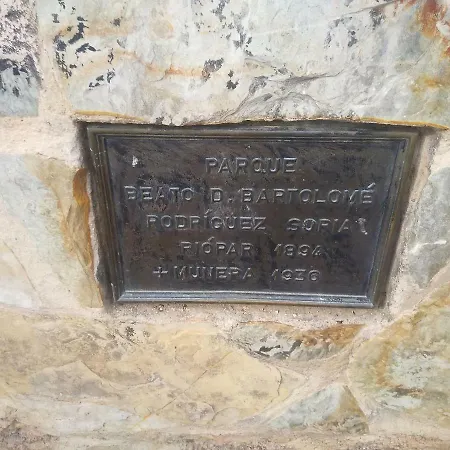 PARQUE
BEATO D. BARTOLOMÉ
RODRÍGUEZ SORIA
RIÓPAR 1894
+ MUNERA 1936